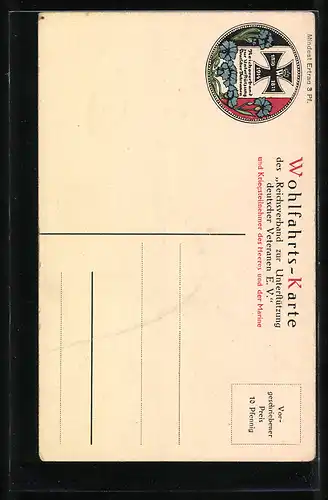 Mindest Ertrag 3 Pf.
Wohlfahrts-Karte
des „Reichsverband zur Unterstützung
deutscher Veteranen E. V.“
und Kriegsteilnehmer des Heeres und der Marine
Vor-
geschriebener
Preis
10 Pfennig